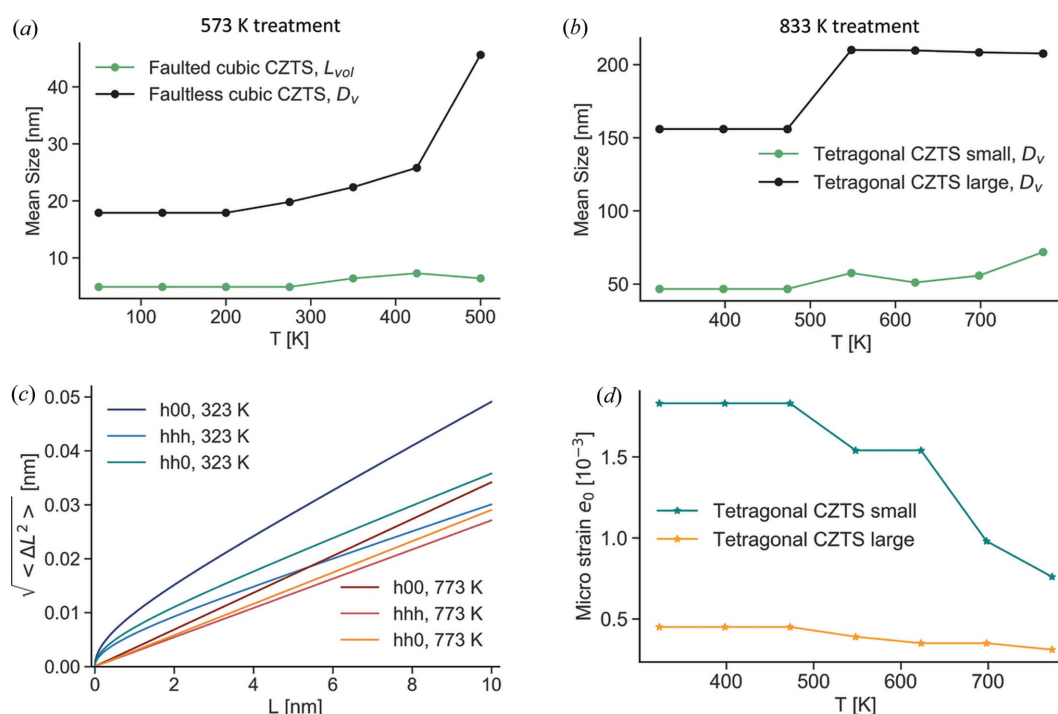 (a)
573 K treatment
Faulted cubic CZTS, L_vol
Faultless cubic CZTS, D_v
Mean Size [nm]
40
30
20
10
100 200 300 400 500
T [K]
(b)
833 K treatment
Mean Size [nm]
200
150
100
50
Tetragonal CZTS small, D_v
Tetragonal CZTS large, D_v
400 500 600 700
T [K]
(c)
√< ΔL² > [nm]
0.05
0.04
0.03
0.02
0.01
0.00
h00, 323 K
hhh, 323 K
hh0, 323 K
h00, 773 K
hhh, 773 K
hh0, 773 K
0 2 4 6 8 10
L [nm]
(d)
Micro strain e₀ [10⁻³]
1.5
1.0
0.5
Tetragonal CZTS small
Tetragonal CZTS large
400 500 600 700
T [K]